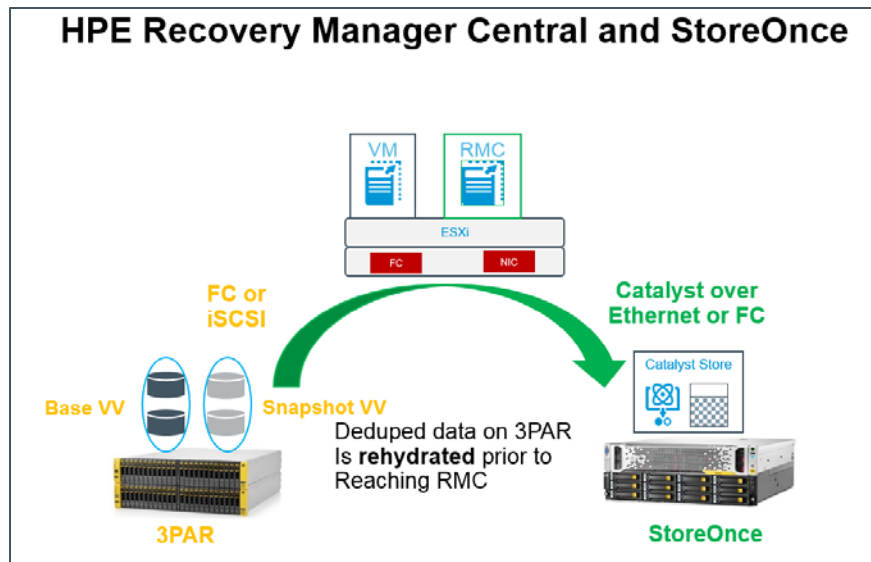 HPE Recovery Manager Central and StoreOnce
VM
RMC
ESXi
FC
NIC
FC or
iSCSI
Catalyst over
Ethernet or FC
Catalyst Store
Base VV
Snapshot VV
Deduped data on 3PAR
Is rehydrated prior to
Reaching RMC
3PAR
StoreOnce